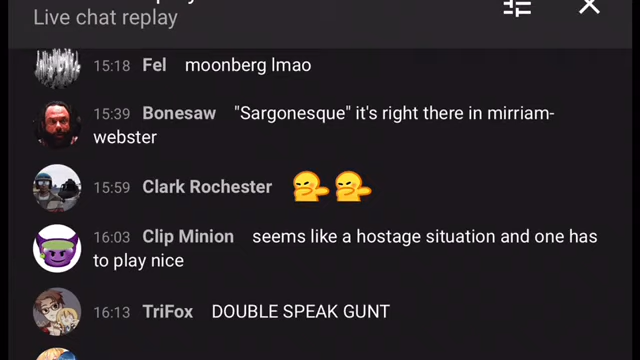 Live chat replay
15:18 Fel moonberg lmao
15:39 Bonesaw "Sargonesque" it's right there in mirriam-
webster
15:59 Clark Rochester
16:03 Clip Minion seems like a hostage situation and one has
to play nice
16:13 TriFox DOUBLE SPEAK GUNT